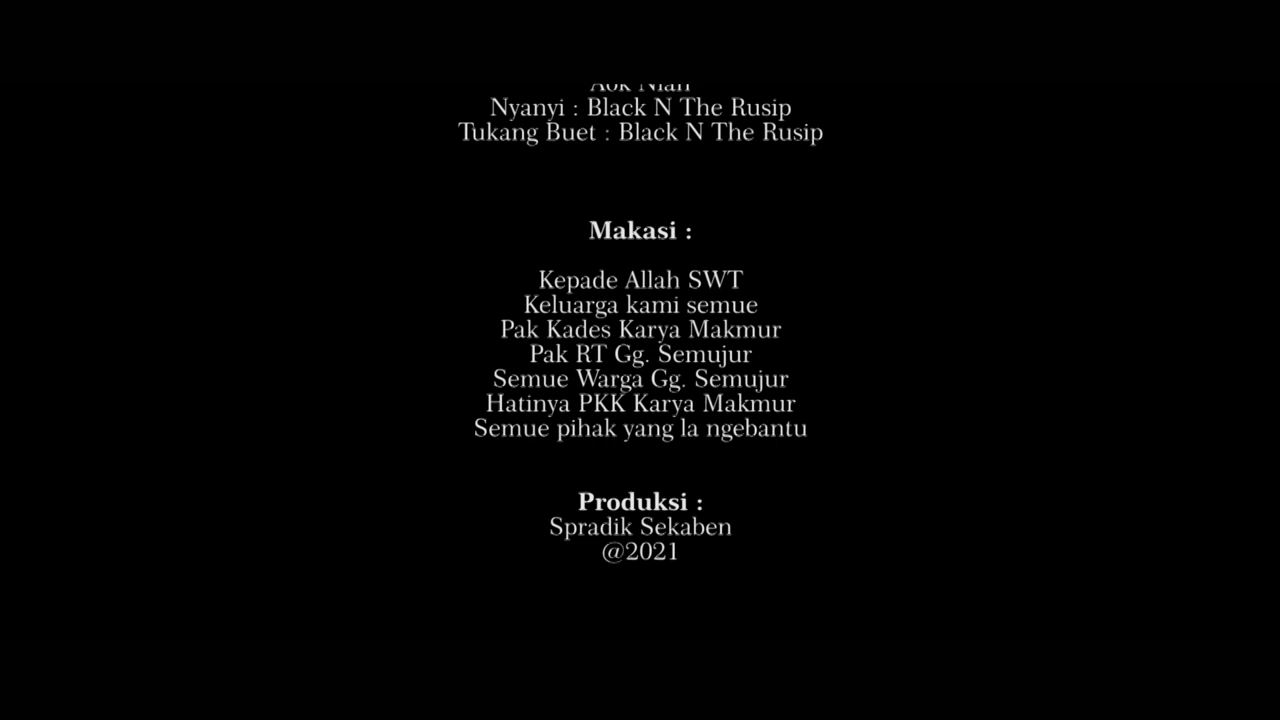 Aok Nian
Nyanyi : Black N The Rusip
Tukang Buet : Black N The Rusip
Makasi :
Kepade Allah SWT
Keluarga kami semue
Pak Kades Karya Makmur
Pak RT Gg. Semujur
Semue Warga Gg. Semujur
Hatinya PKK Karya Makmur
Semue pihak yang la ngebantu
Produksi :
Spradik Sekaben
@2021